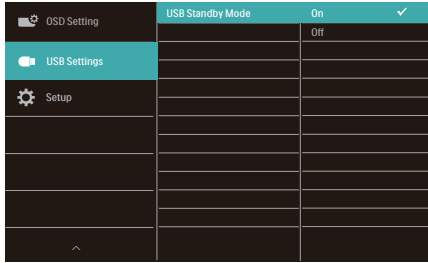 OSD Setting
USB Settings
Setup
USB Standby Mode
On
Off